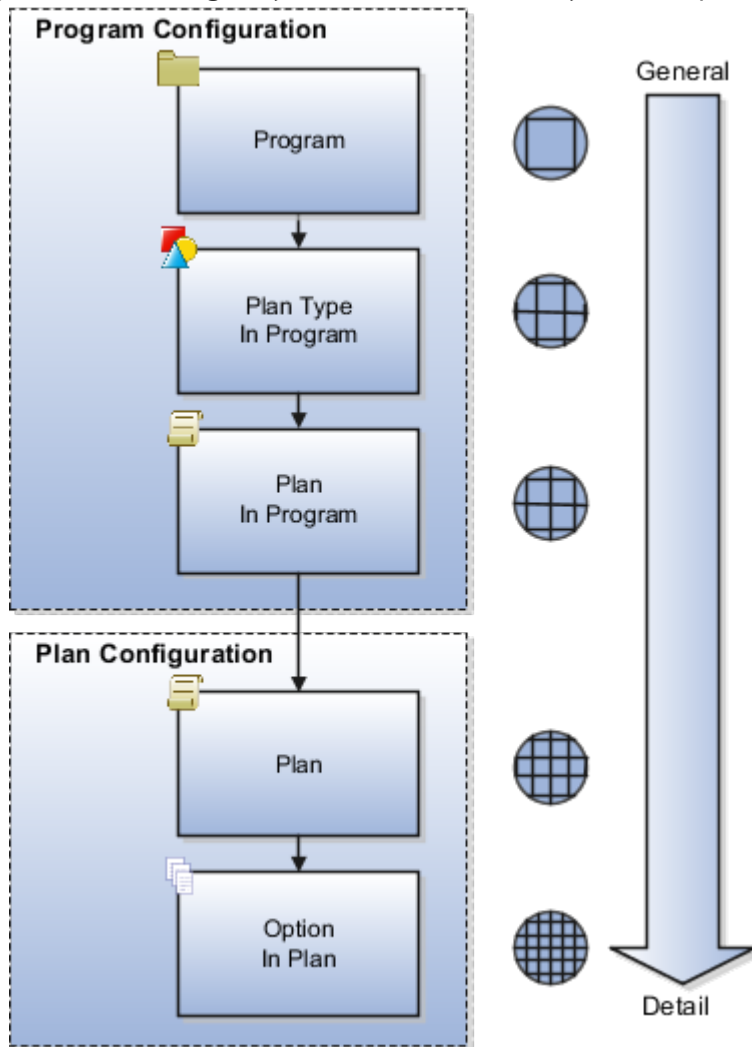 Program Configuration
General
Program
Plan Type
In Program
Plan
In Program
Plan Configuration
Plan
Option
In Plan
Detail